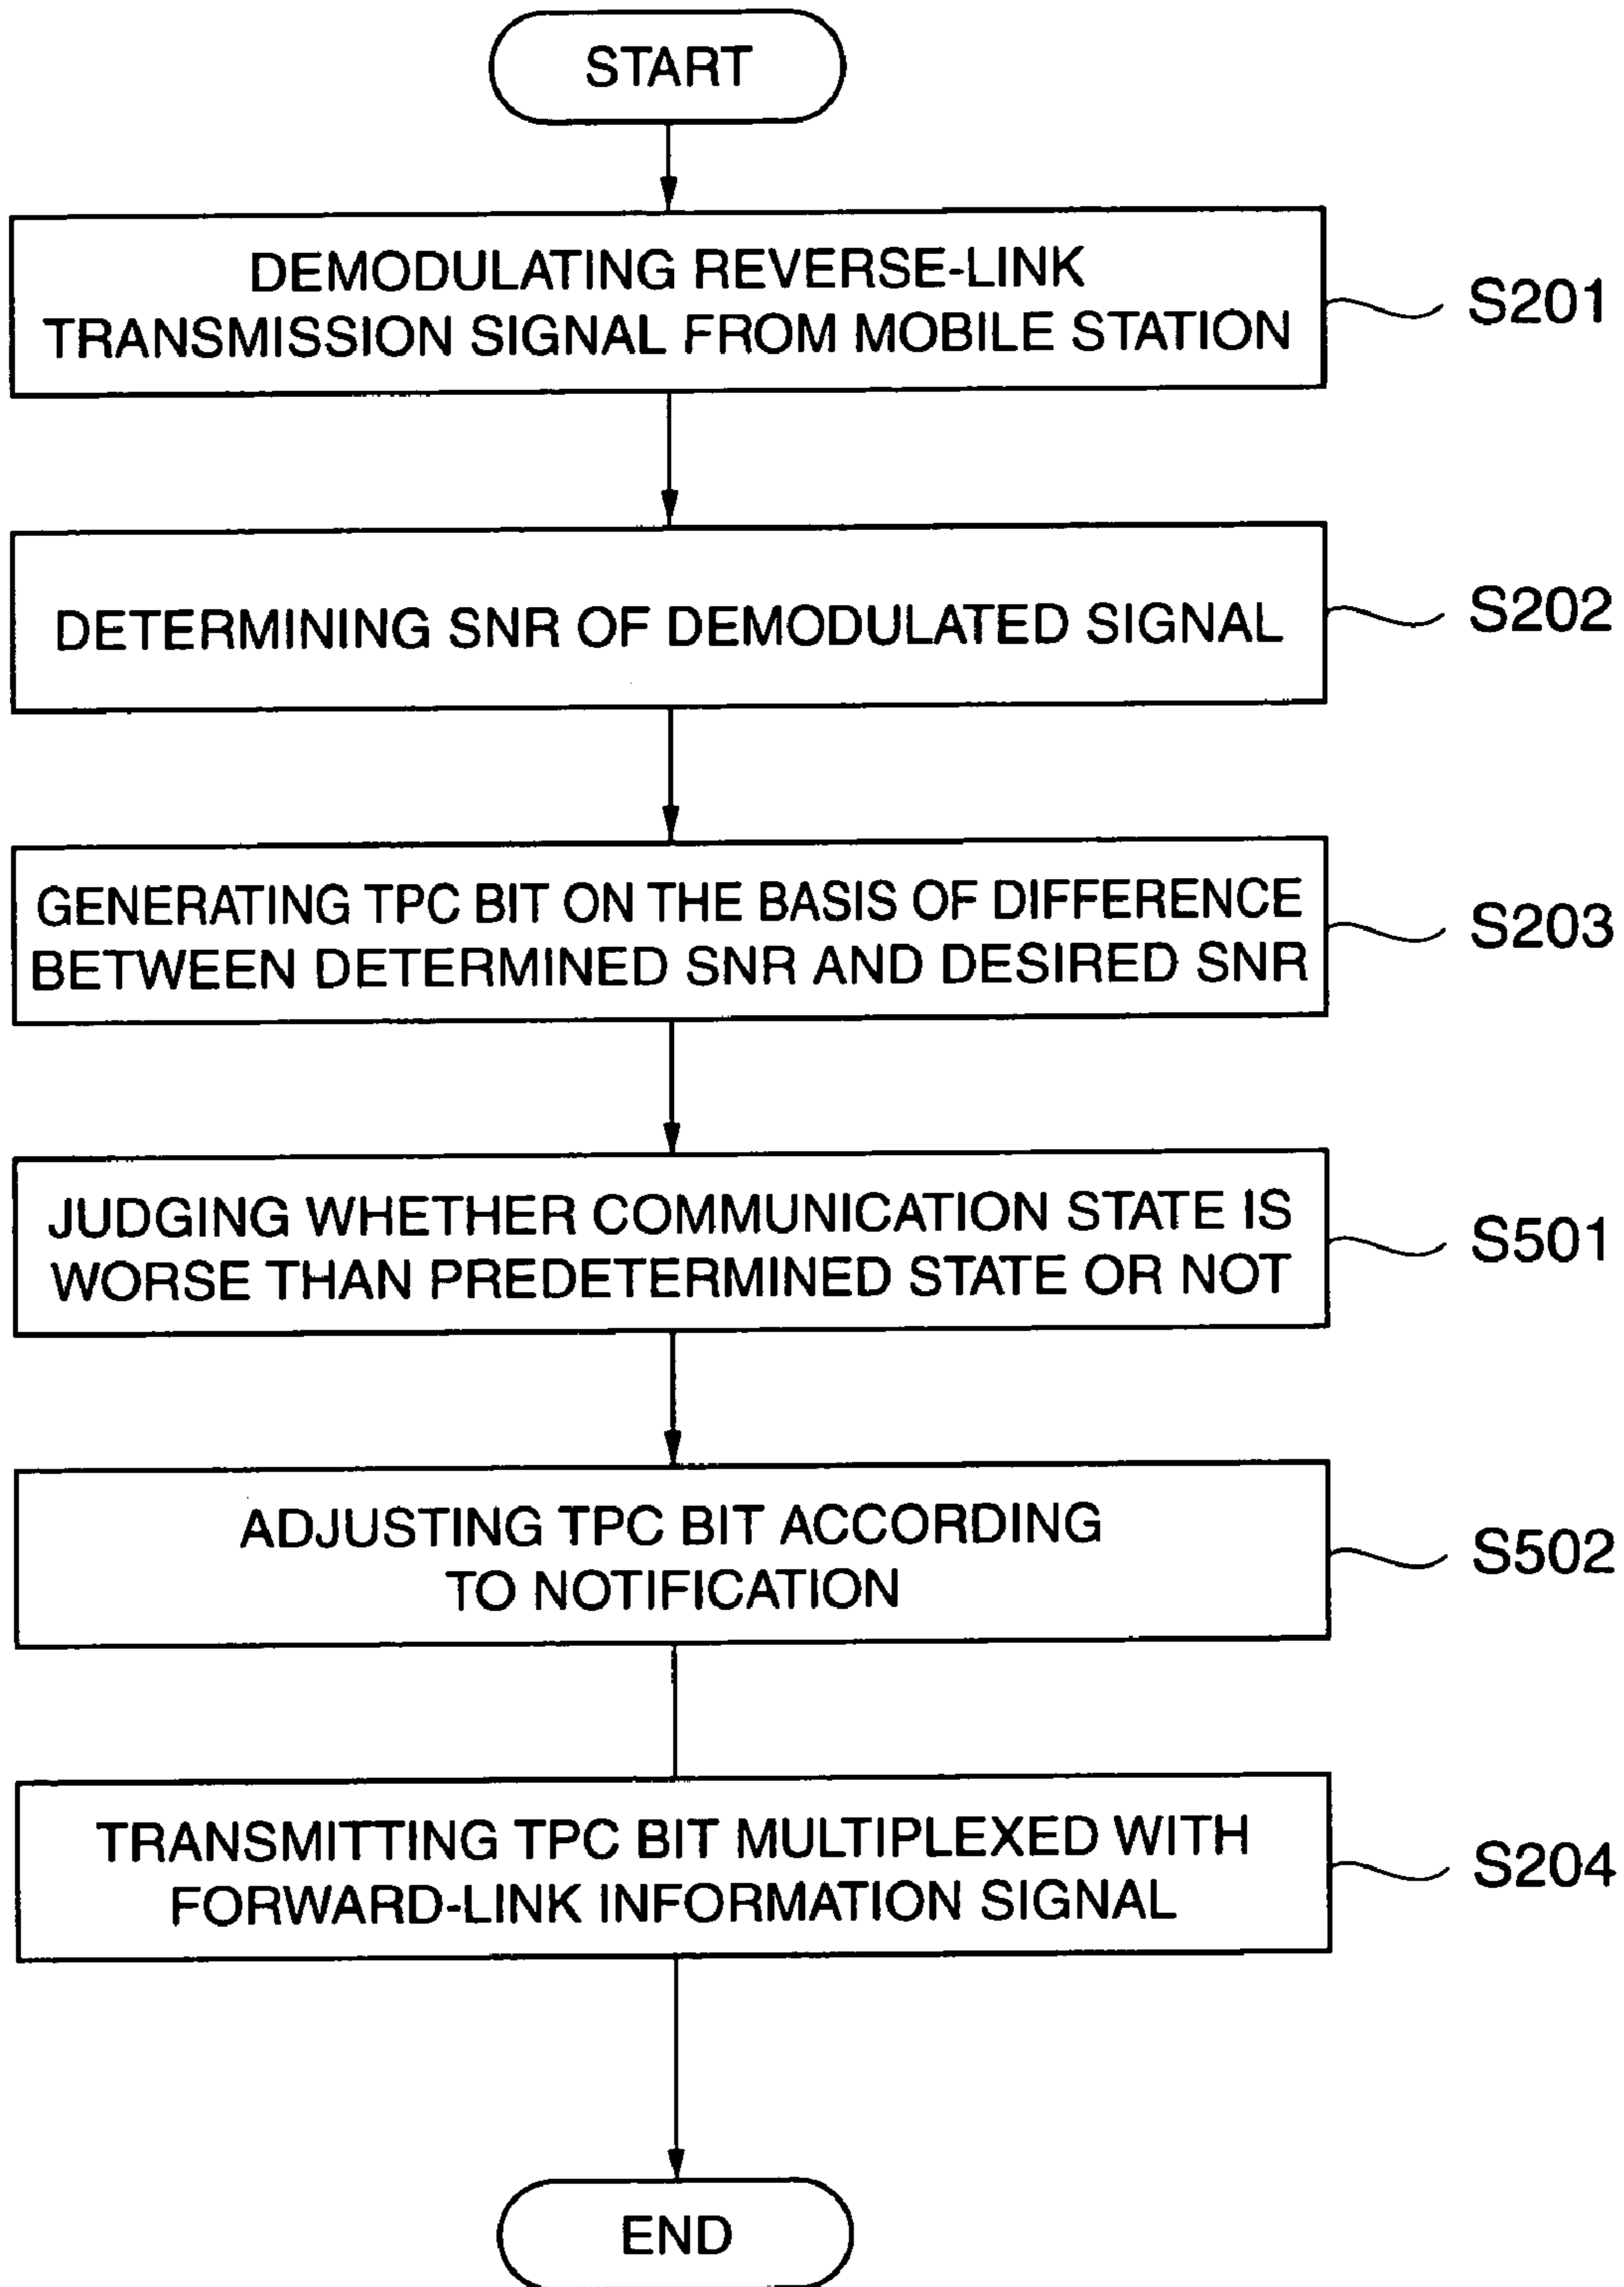 START
DEMODULATING REVERSE-LINK
TRANSMISSION SIGNAL FROM MOBILE STATION
S201
DETERMINING SNR OF DEMODULATED SIGNAL
S202
GENERATING TPC BIT ON THE BASIS OF DIFFERENCE
BETWEEN DETERMINED SNR AND DESIRED SNR
S203
JUDGING WHETHER COMMUNICATION STATE IS
WORSE THAN PREDETERMINED STATE OR NOT
S501
ADJUSTING TPC BIT ACCORDING
TO NOTIFICATION
S502
TRANSMITTING TPC BIT MULTIPLEXED WITH
FORWARD-LINK INFORMATION SIGNAL
S204
END